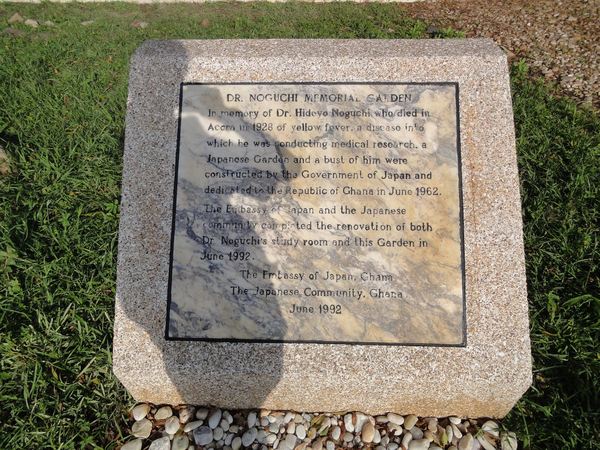 DR. NOGUCHI MEMORIAL GARDEN
In memory of Dr. Hideyo Noguchi who died in
Accra in 1928 of yellow fever, a disease into
which he was conducting medical research, a
Japanese Garden and a bust of him were
constructed by the Government of Japan and
dedicated to the Republic of Ghana in June 1962.
The Embassy of Japan and the Japanese
community completed the renovation of both
Dr. Noguchi's study room and this Garden in
June 1992.
The Embassy of Japan, Ghana
The Japanese Community, Ghana
June 1992